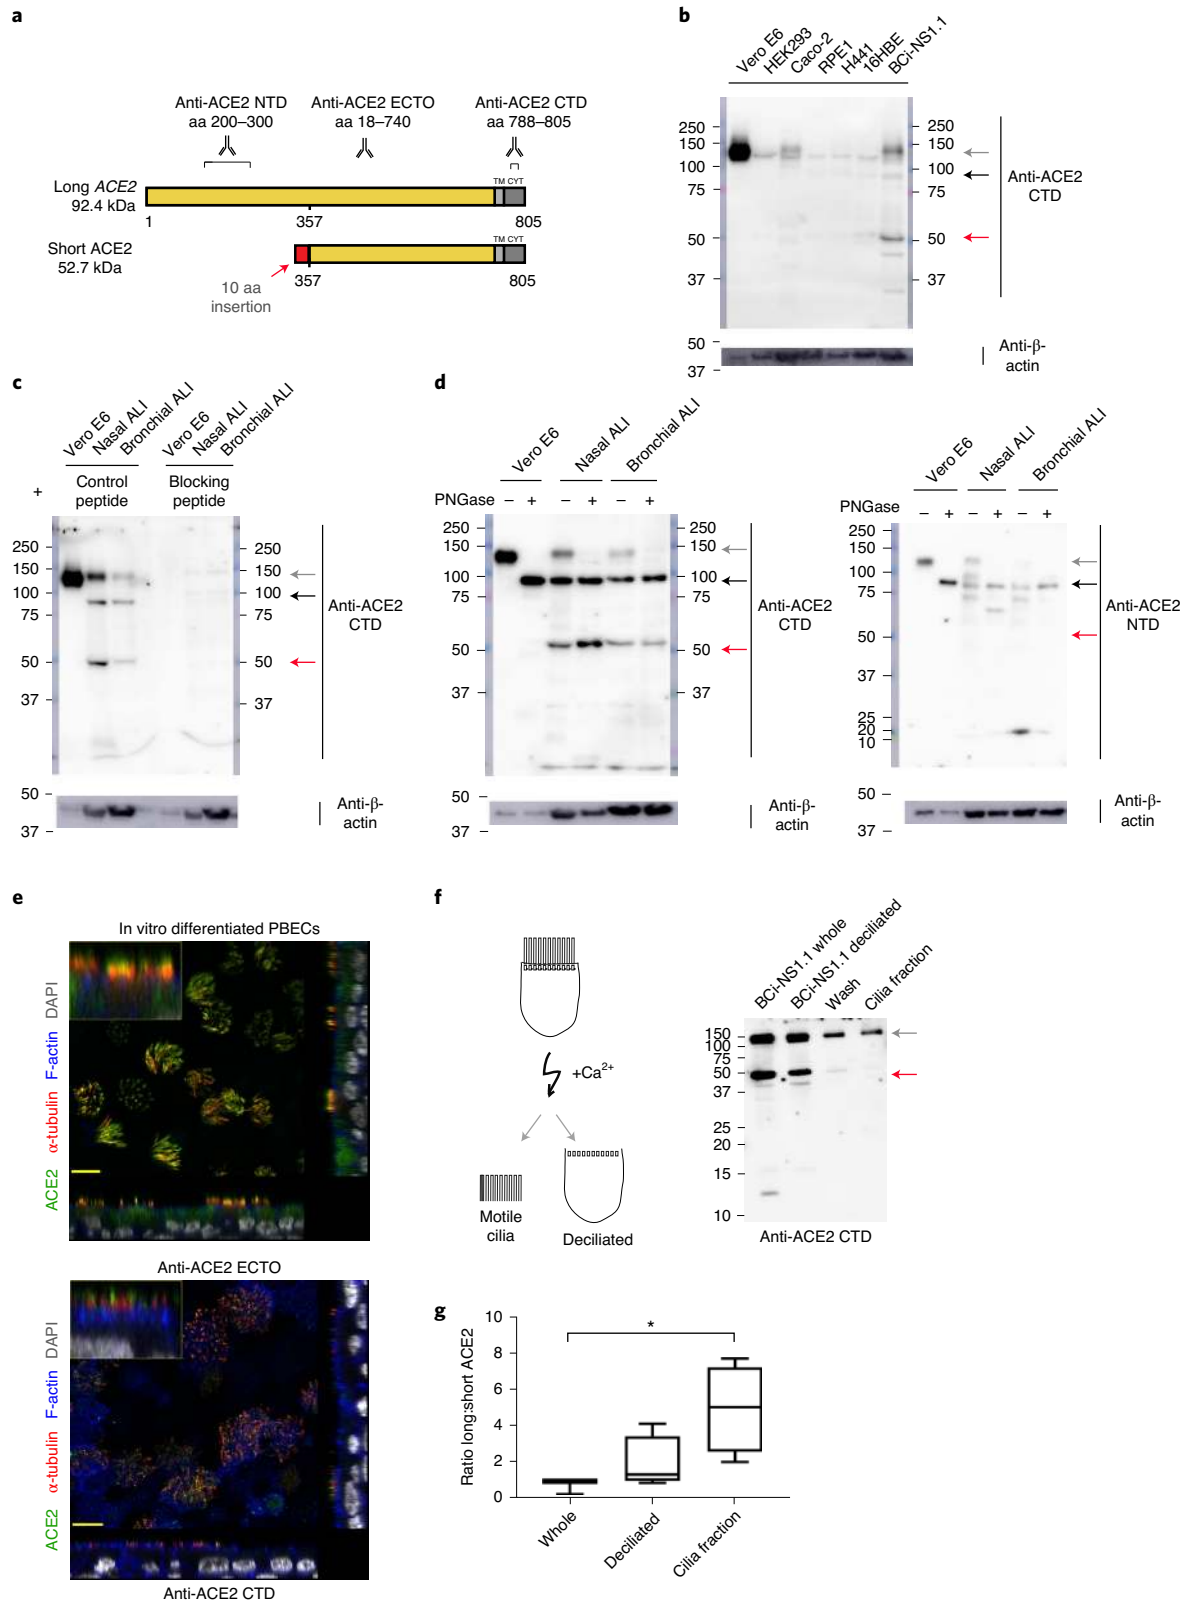 a
Anti-ACE2 NTD
aa 200–300
Anti-ACE2 ECTO
aa 18–740
Anti-ACE2 CTD
aa 788–805
Long ACE2
92.4 kDa
TM CYT
1
357
805
Short ACE2
52.7 kDa
TM CYT
357
805
10 aa
insertion
b
Vero E6
HEK293
Caco-2
RPE1
H441
16HBE
BCi-NS1.1
250
150
100
75
50
37
250
150
100
75
50
37
Anti-ACE2
CTD
50
37
Anti-β-
actin
c
Vero E6
Nasal ALI
Bronchial ALI
Vero E6
Nasal ALI
Bronchial ALI
+
Control
peptide
Blocking
peptide
250
150
100
75
50
37
250
150
100
75
50
37
Anti-ACE2
CTD
50
37
Anti-β-
actin
d
Vero E6
Nasal ALI
Bronchial ALI
PNGase
– + – + – +
250
150
100
75
50
37
250
150
100
75
50
37
Anti-ACE2
CTD
50
37
Anti-β-
actin
Vero E6
Nasal ALI
Bronchial ALI
PNGase
– + – + – +
250
150
100
75
50
37
25
20
10
Anti-ACE2
NTD
50
37
Anti-β-
actin
e
In vitro differentiated PBECs
ACE2 α-tubulin F-actin DAPI
Anti-ACE2 ECTO
ACE2 α-tubulin F-actin DAPI
Anti-ACE2 CTD
f
+Ca2+
Motile
cilia
Deciliated
BCi-NS1.1 whole
BCi-NS1.1 deciliated
Wash
Cilia fraction
150
100
75
50
37
25
20
15
10
Anti-ACE2 CTD
g
Ratio long:short ACE2
10
8
6
4
2
0
*
Whole
Deciliated
Cilia fraction